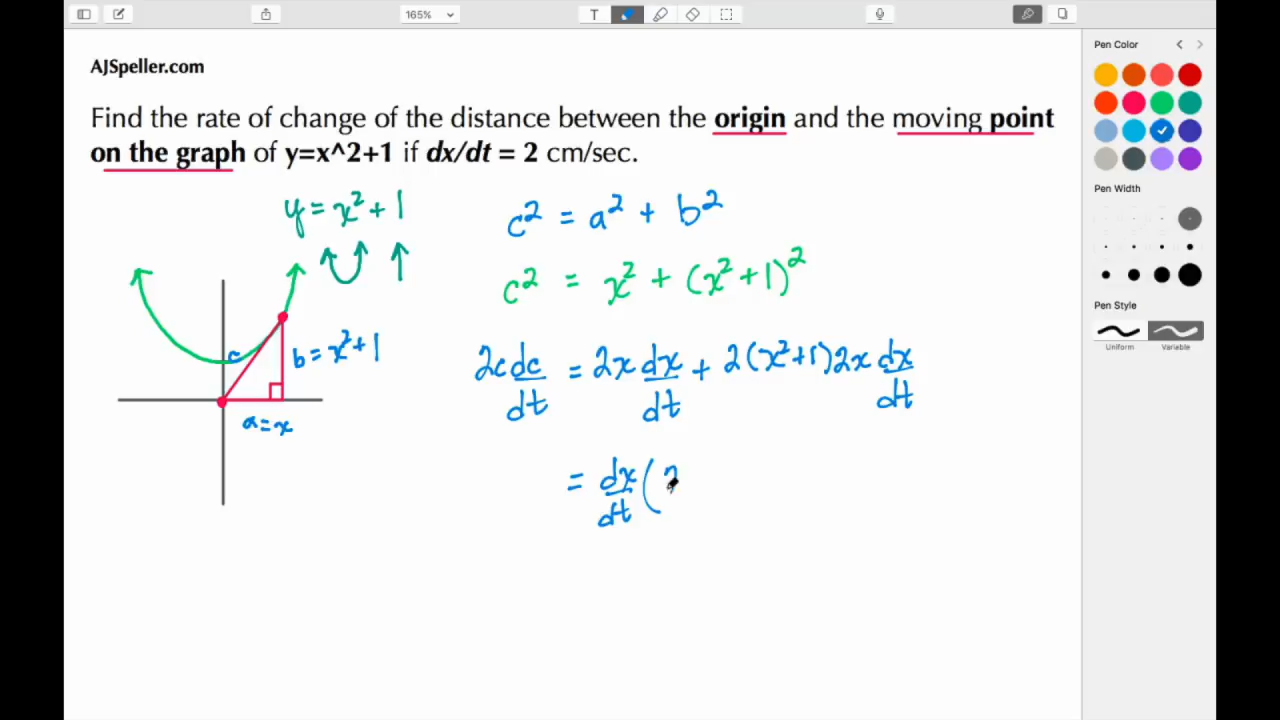 165%
T
AJSpeller.com
Find the rate of change of the distance between the origin and the moving point
on the graph of y=x^2+1 if dx/dt = 2 cm/sec.
y = x² + 1
c² = a² + b²
c² = x² + (x² + 1)²
c
b = x² + 1
a = x
2c dc/dt = 2x dx/dt + 2(x²+1)2x dx/dt
= dx/dt (2
Pen Color
Pen Width
Pen Style
Uniform Variable